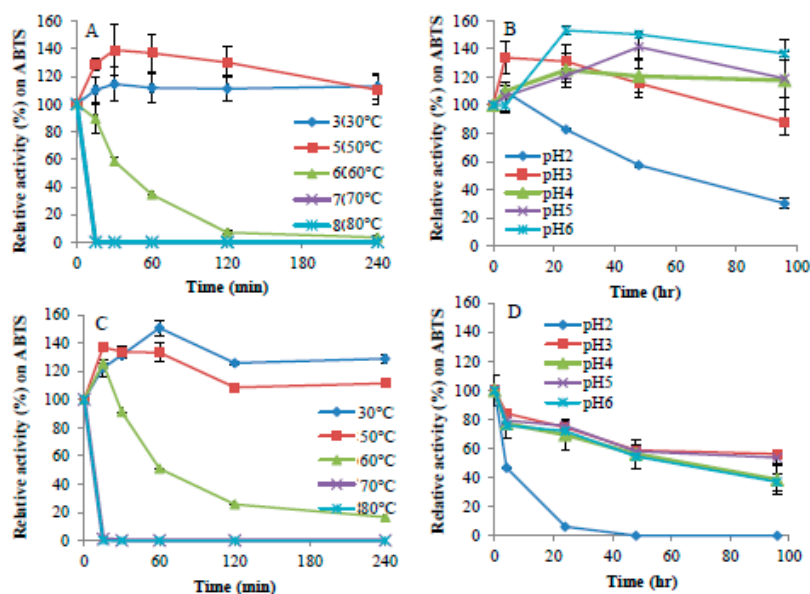 A
Relative activity (%) on ABTS
160
140
120
100
80
60
40
20
0
3(30°C
5(50°C
6(60°C
7(70°C
8(80°C
0 60 120 180 240
Time (min)
B
Relative activity (%) on ABTS
160
140
120
100
80
60
40
20
0
pH2
pH3
pH4
pH5
pH6
0 20 40 60 80 100
Time (hr)
C
Relative activity (%) on ABTS
160
140
120
100
80
60
40
20
0
30°C
50°C
60°C
70°C
80°C
0 60 120 180 240
Time (min)
D
Relative activity (%) on ABTS
160
140
120
100
80
60
40
20
0
pH2
pH3
pH4
pH5
pH6
0 20 40 60 80 100
Time (hr)